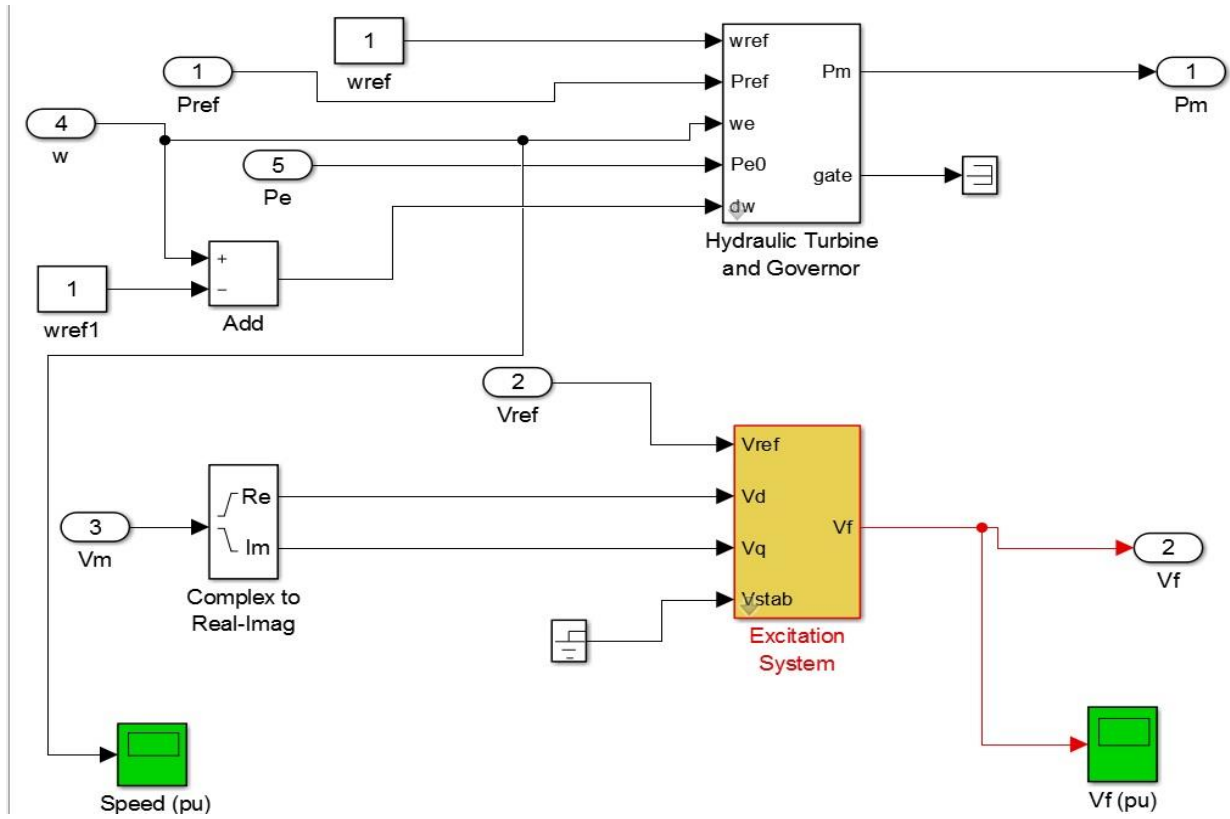 1
wref
1
Pref
4
w
5
Pe
1
wref1
+
−
Add
wref
Pref
we
Pe0
dw
Pm
gate
Hydraulic Turbine
and Governor
1
Pm
2
Vref
3
Vm
Re
Im
Complex to
Real-Imag
Vref
Vd
Vq
Vstab
Vf
Excitation
System
2
Vf
Speed (pu)
Vf (pu)